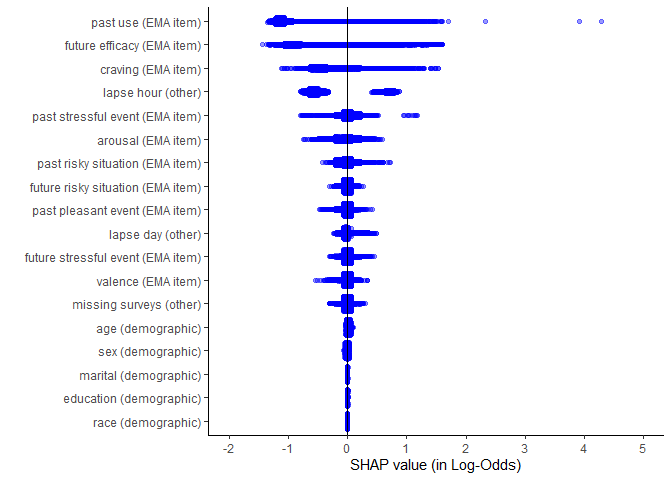 past use (EMA item)
future efficacy (EMA item)
craving (EMA item)
lapse hour (other)
past stressful event (EMA item)
arousal (EMA item)
past risky situation (EMA item)
future risky situation (EMA item)
past pleasant event (EMA item)
lapse day (other)
future stressful event (EMA item)
valence (EMA item)
missing surveys (other)
age (demographic)
sex (demographic)
marital (demographic)
education (demographic)
race (demographic)
-2 -1 0 1 2 3 4 5
SHAP value (in Log-Odds)